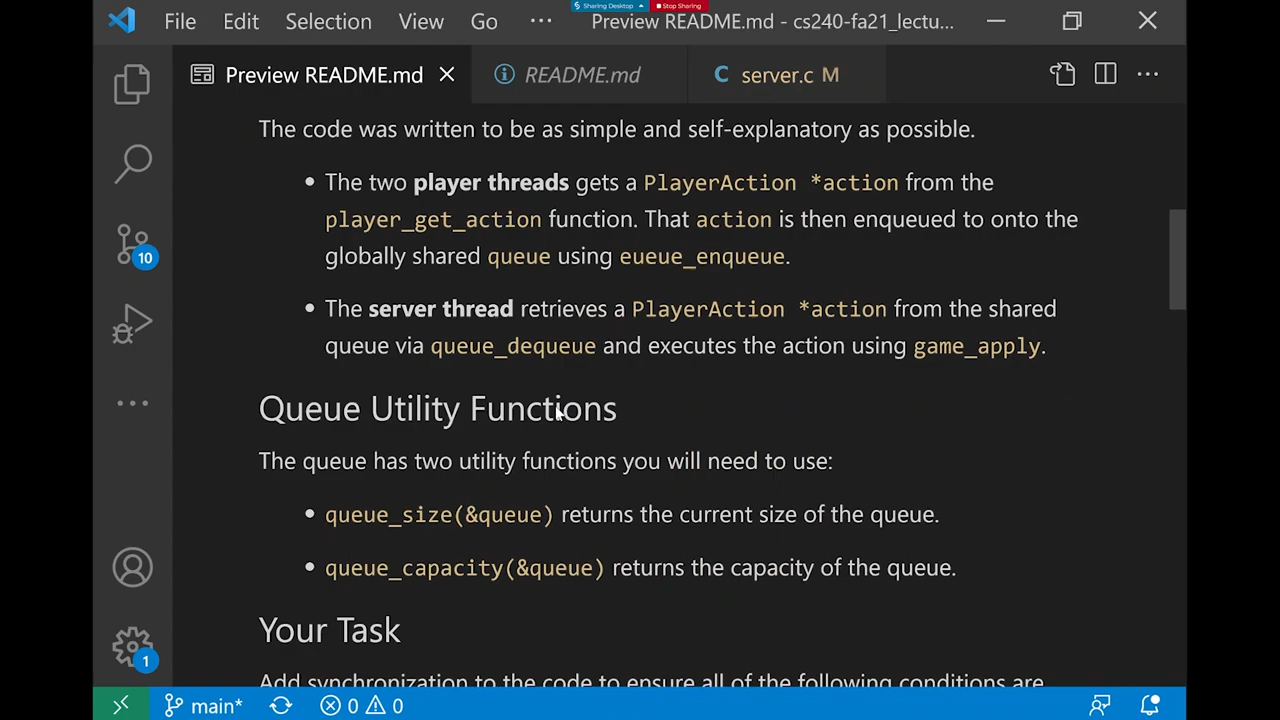 Sharing Desktop Stop Sharing
File Edit Selection View Go ··· Preview README.md - cs240-fa21_lectu...
Preview README.md README.md C server.c M ···
The code was written to be as simple and self-explanatory as possible.
• The two player threads gets a PlayerAction *action from the
player_get_action function. That action is then enqueued to onto the
globally shared queue using eueue_enqueue.
• The server thread retrieves a PlayerAction *action from the shared
queue via queue_dequeue and executes the action using game_apply.
Queue Utility Functions
The queue has two utility functions you will need to use:
• queue_size(&queue) returns the current size of the queue.
• queue_capacity(&queue) returns the capacity of the queue.
Your Task
Add synchronization to the code to ensure all of the following conditions are
10
1
main* 0 0